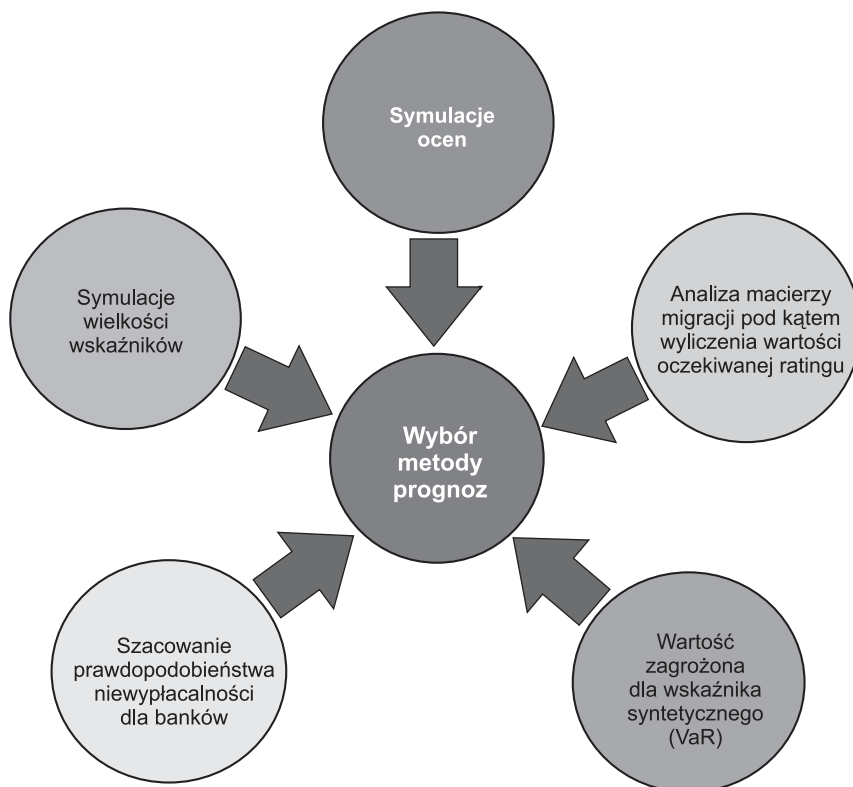 Symulacje
ocen
Symulacje
wielkości
wskaźników
Analiza macierzy
migracji pod kątem
wyliczenia wartości
oczekiwanej ratingu
Wybór
metody
prognoz
Szacowanie
prawdopodobieństwa
niewypłacalności
dla banków
Wartość
zagrożona
dla wskaźnika
syntetycznego
(VaR)